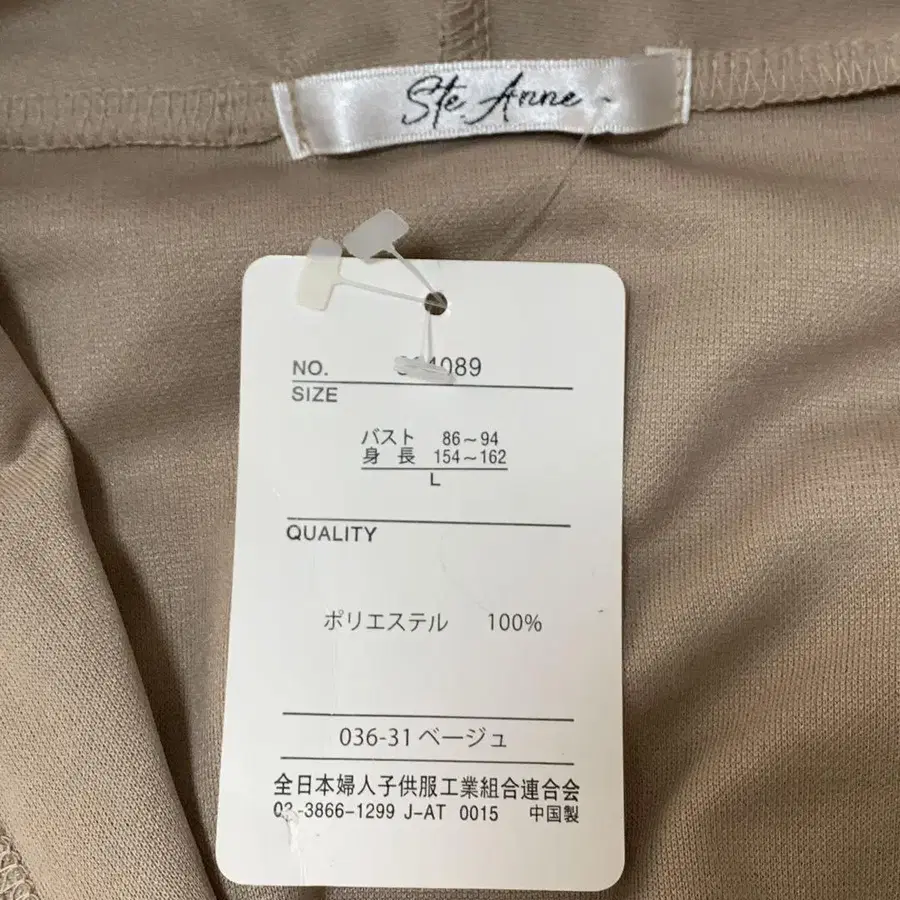 Ste Anne
NO.
SIZE
バスト 86～94
身長 154～162
L
QUALITY
ポリエステル 100%
036-31 ベージュ
全日本婦人子供服工業組合連合会
03-3866-1299 J-AT 0015 中国製